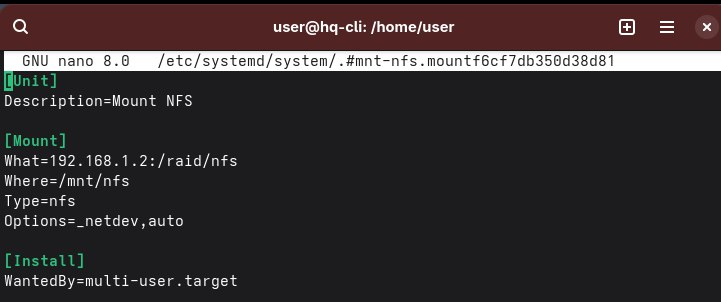 user@hq-cli: /home/user
GNU nano 8.0 /etc/systemd/system/.#mnt-nfs.mountf6cf7db350d38d81
[Unit]
Description=Mount NFS
[Mount]
What=192.168.1.2:/raid/nfs
Where=/mnt/nfs
Type=nfs
Options=_netdev,auto
[Install]
WantedBy=multi-user.target